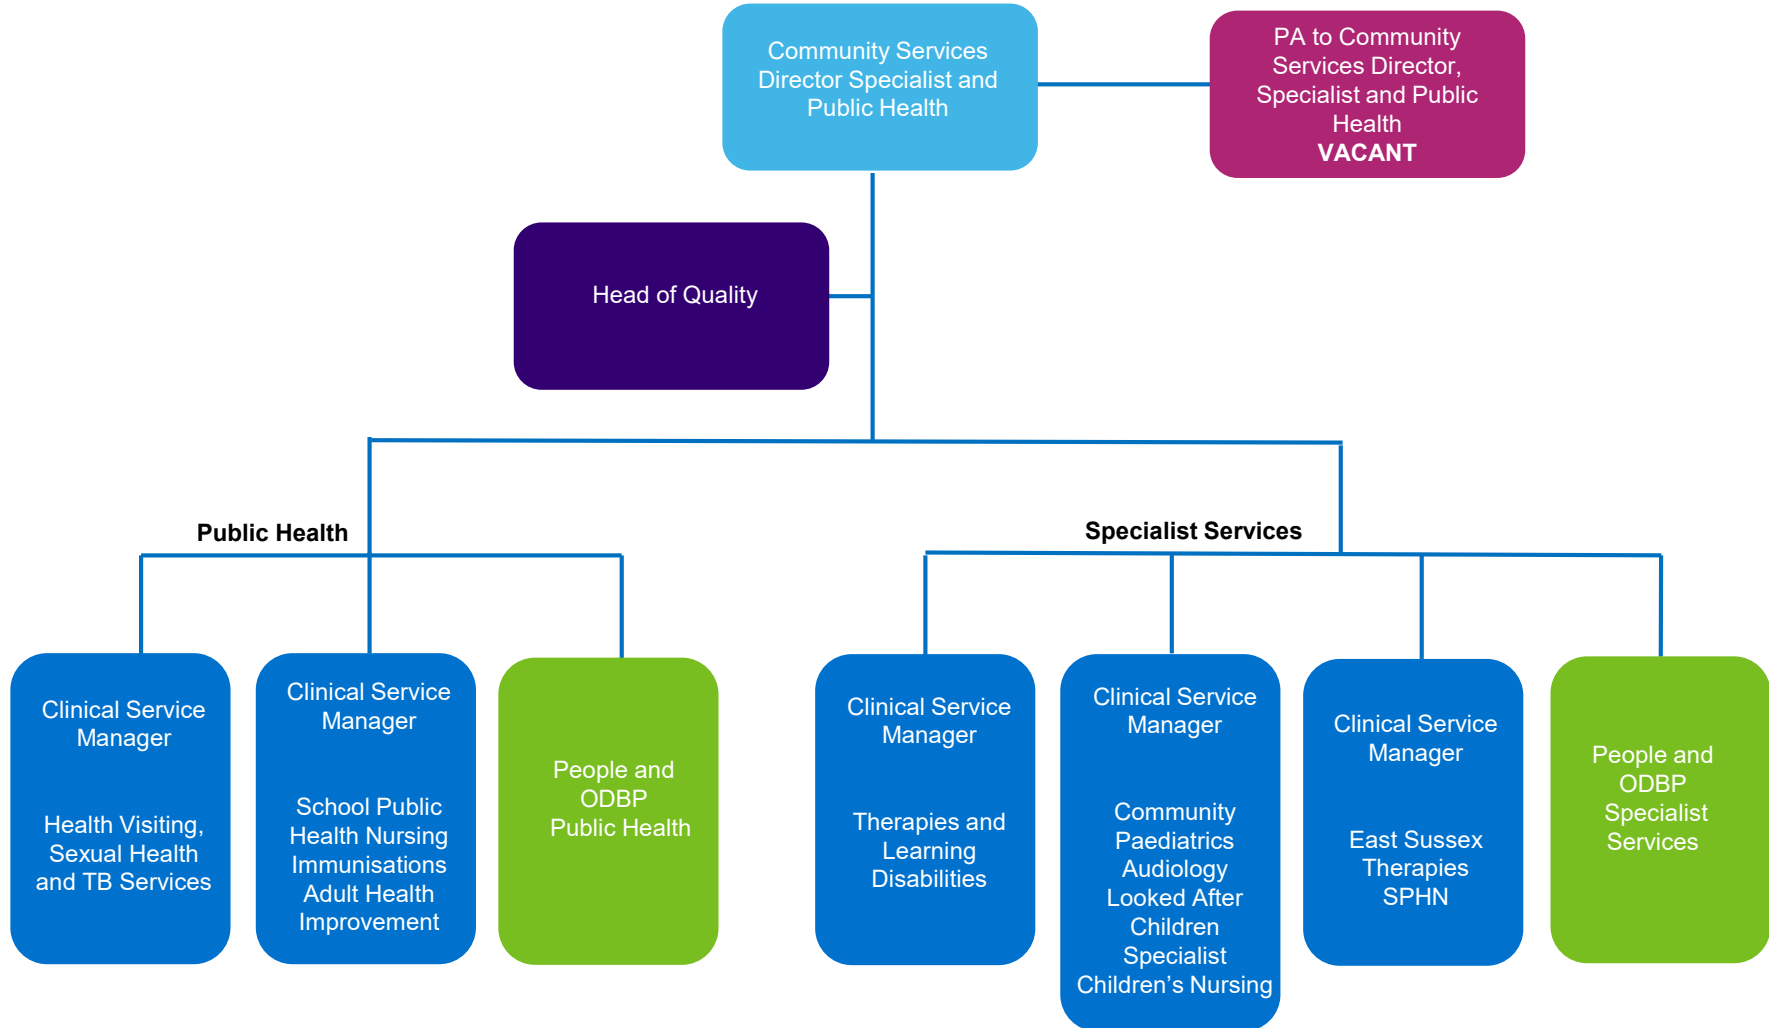 Community Services
Director Specialist and
Public Health
PA to Community
Services Director,
Specialist and Public
Health
VACANT
Head of Quality
Public Health
Specialist Services
Clinical Service
Manager
Health Visiting,
Sexual Health
and TB Services
Clinical Service
Manager
School Public
Health Nursing
Immunisations
Adult Health
Improvement
People and
ODBP
Public Health
Clinical Service
Manager
Therapies and
Learning
Disabilities
Clinical Service
Manager
Community
Paediatrics
Audiology
Looked After
Children
Specialist
Children’s Nursing
Clinical Service
Manager
East Sussex
Therapies
SPHN
People and
ODBP
Specialist
Services